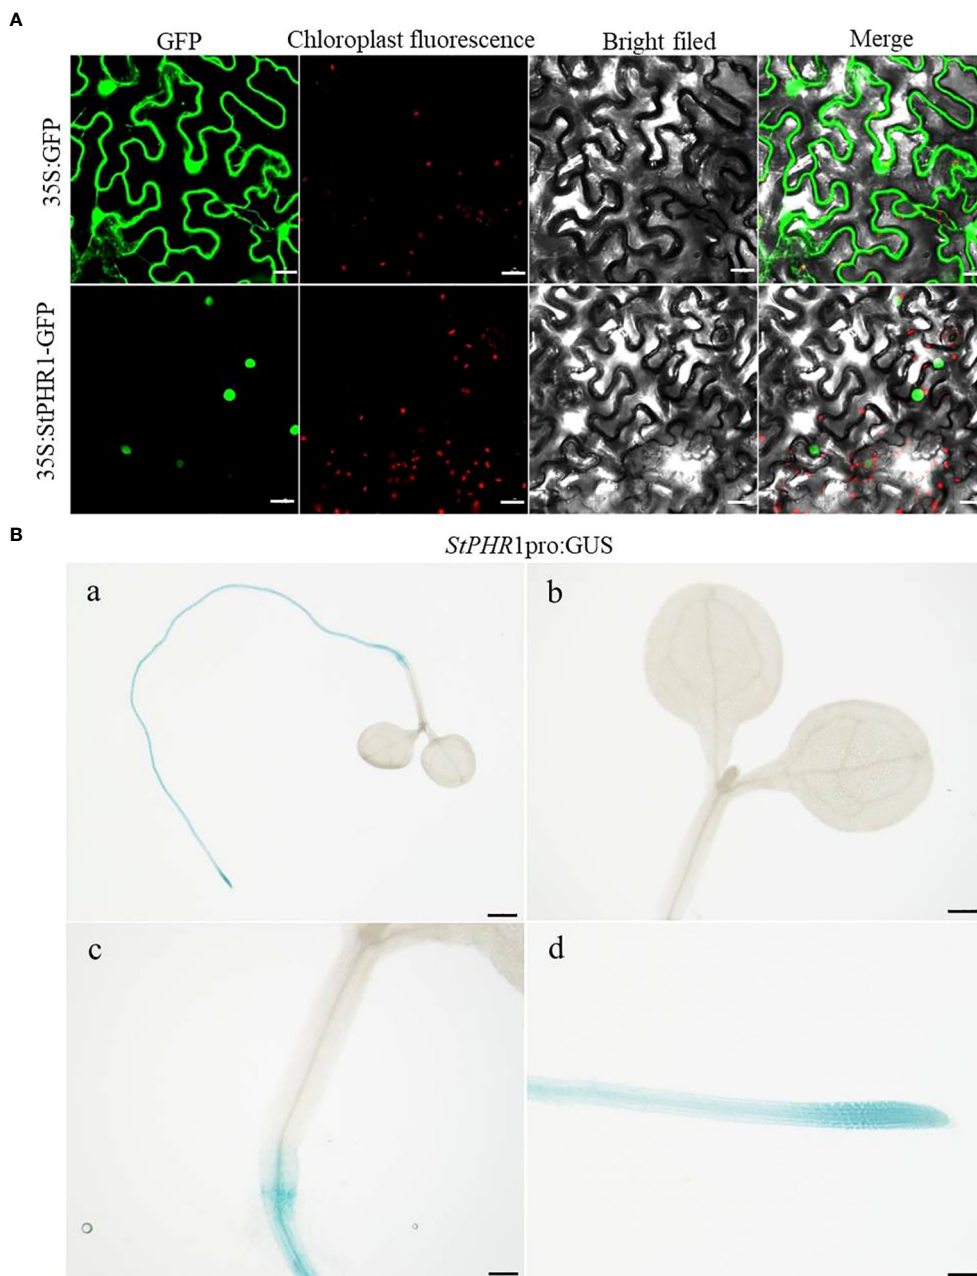 A
GFP
Chloroplast fluorescence
Bright filed
Merge
35S:GFP
35S:StPHR1-GFP
B
StPHR1pro:GUS
a
b
c
d